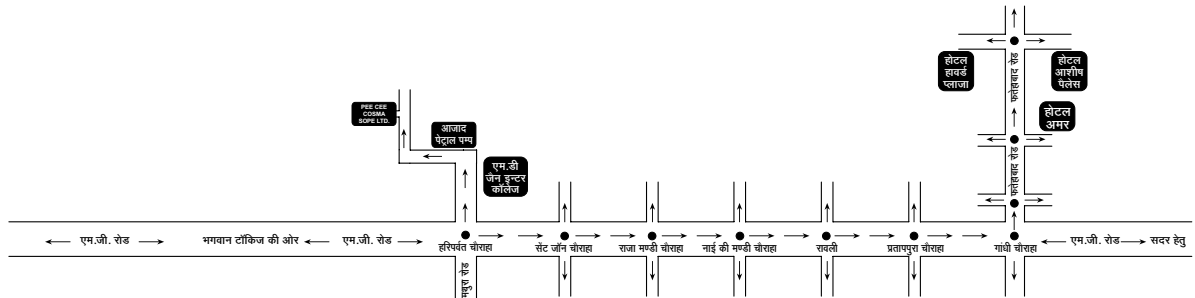 होटल
हावर्ड
प्लाजा
फतेहाबाद रोड
होटल
आशीष
पैलेस
होटल
अमर
PEE CEE
COSMA
SOPE LTD.
आजाद
पेट्राल पम्प
एम.डी
जैन इन्टर
कॉलेज
फतेहाबाद रोड
एम.जी. रोड
भगवान टॉकिज की ओर
एम.जी. रोड
हरिपर्वत चौराहा
सेंट जॉन चौराहा
राजा मण्डी चौराहा
नाई की मण्डी चौराहा
रावली
प्रतापपुरा चौराहा
गांधी चौराहा
एम.जी. रोड
सदर हेतु
मथुरा रोड